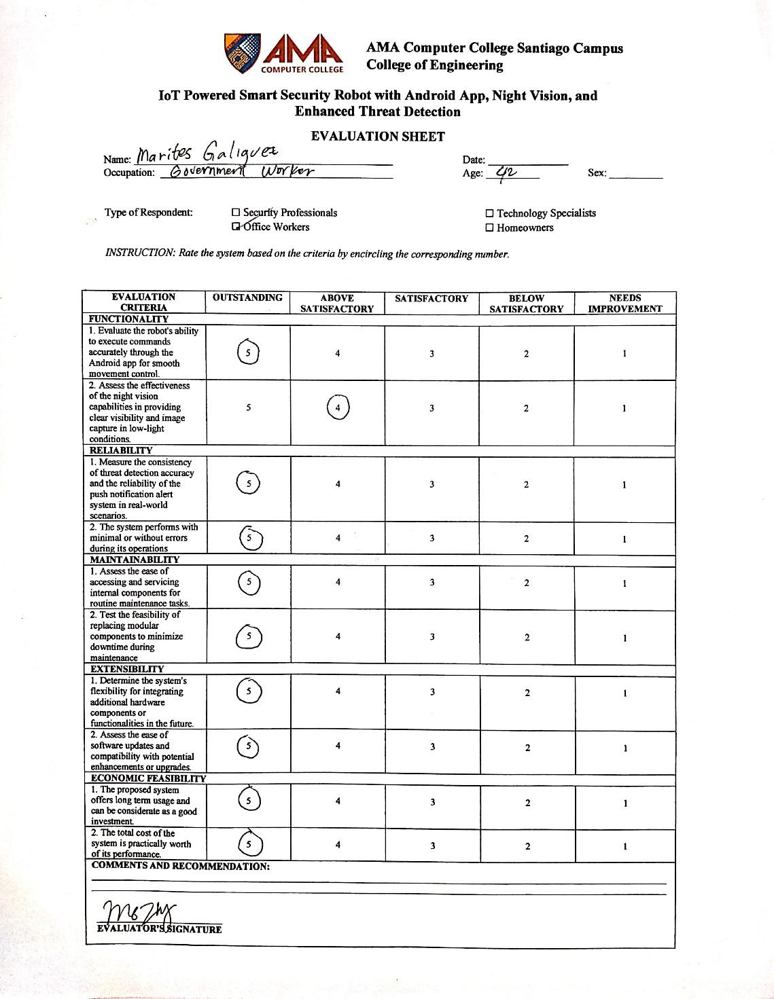 AMA
COMPUTER COLLEGE
AMA Computer College Santiago Campus
College of Engineering
IoT Powered Smart Security Robot with Android App, Night Vision, and
Enhanced Threat Detection
EVALUATION SHEET
Name: Marites Galiguez Date:
Occupation: Government Worker Age: 42 Sex:
Type of Respondent: ☐ Security Professionals ☐ Technology Specialists
☑ Office Workers ☐ Homeowners
INSTRUCTION: Rate the system based on the criteria by encircling the corresponding number.
EVALUATION CRITERIA OUTSTANDING ABOVE SATISFACTORY SATISFACTORY BELOW SATISFACTORY NEEDS IMPROVEMENT
FUNCTIONALITY
1. Evaluate the robot's ability
to execute commands
accurately through the
Android app for smooth
movement control.
5 4 3 2 1
2. Assess the effectiveness
of the night vision
capabilities in providing
clear visibility and image
capture in low-light
conditions.
5 4 3 2 1
RELIABILITY
1. Measure the consistency
of threat detection accuracy
and the reliability of the
push notification alert
system in real-world
scenarios.
5 4 3 2 1
2. The system performs with
minimal or without errors
during its operations
5 4 3 2 1
MAINTAINABILITY
1. Assess the ease of
accessing and servicing
internal components for
routine maintenance tasks.
5 4 3 2 1
2. Test the feasibility of
replacing modular
components to minimize
downtime during
maintenance
5 4 3 2 1
EXTENSIBILITY
1. Determine the system's
flexibility for integrating
additional hardware
components or
functionalities in the future.
5 4 3 2 1
2. Assess the ease of
software updates and
compatibility with potential
enhancements or upgrades.
5 4 3 2 1
ECONOMIC FEASIBILITY
1. The proposed system
offers long term usage and
can be considerate as a good
investment.
5 4 3 2 1
2. The total cost of the
system is practically worth
of its performance.
5 4 3 2 1
COMMENTS AND RECOMMENDATION:
EVALUATOR'S SIGNATURE